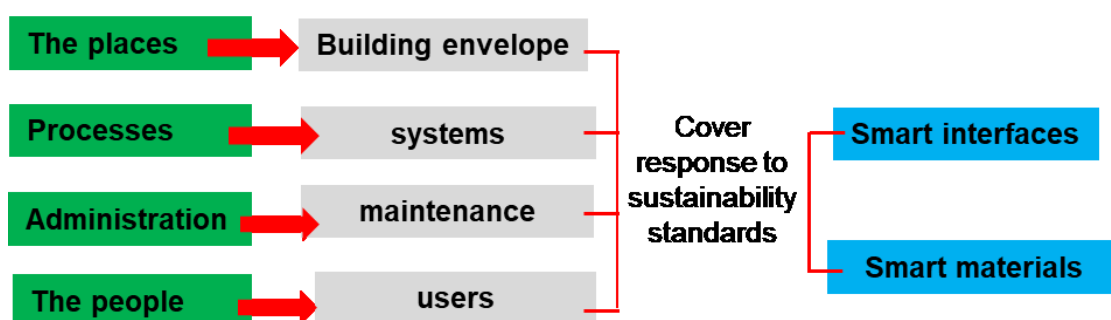 The places
Building envelope
Processes
systems
Administration
maintenance
The people
users
Cover
response to
sustainability
standards
Smart interfaces
Smart materials